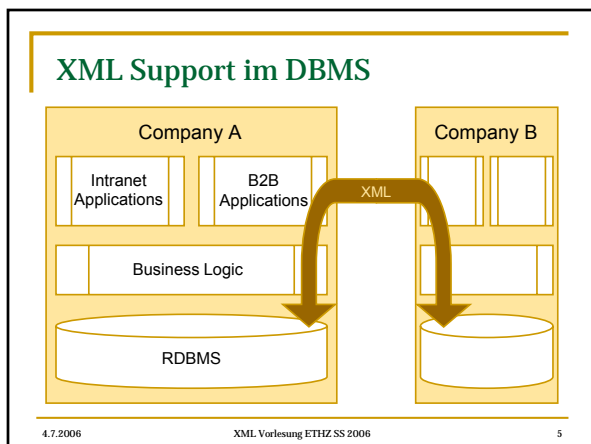 XML Support im DBMS
Company A
Company B
Intranet
Applications
B2B
Applications
XML
Business Logic
RDBMS
4.7.2006
XML Vorlesung ETHZ SS 2006
5